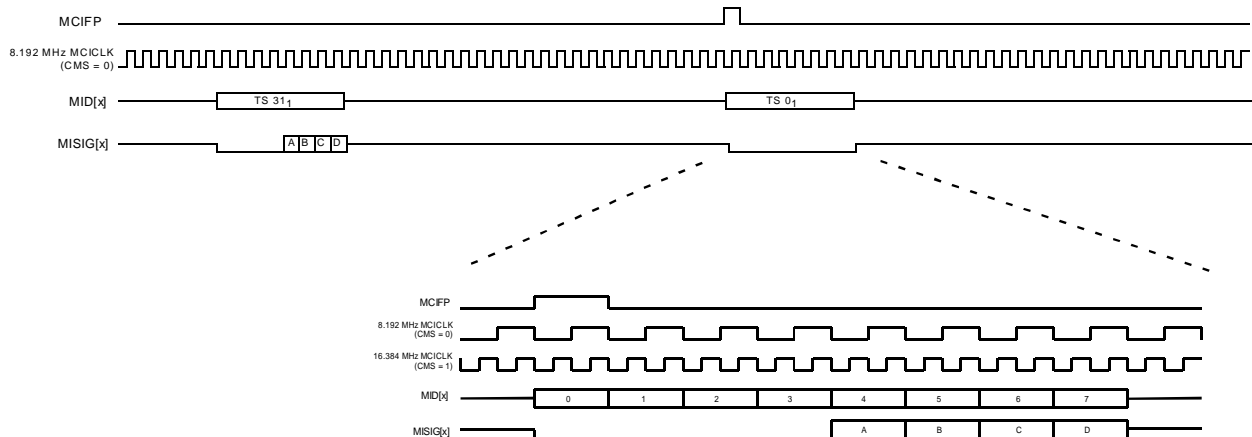 MCIFP
8.192 MHz MCICLK
(CMS = 0)
MID[x]
TS 31₁
TS 0₁
MISIG[x]
A B C D
MCIFP
8.192 MHz MCICLK
(CMS = 0)
16.384 MHz MCICLK
(CMS = 1)
MID[x]
0 1 2 3 4 5 6 7
MISIG[x]
A B C D